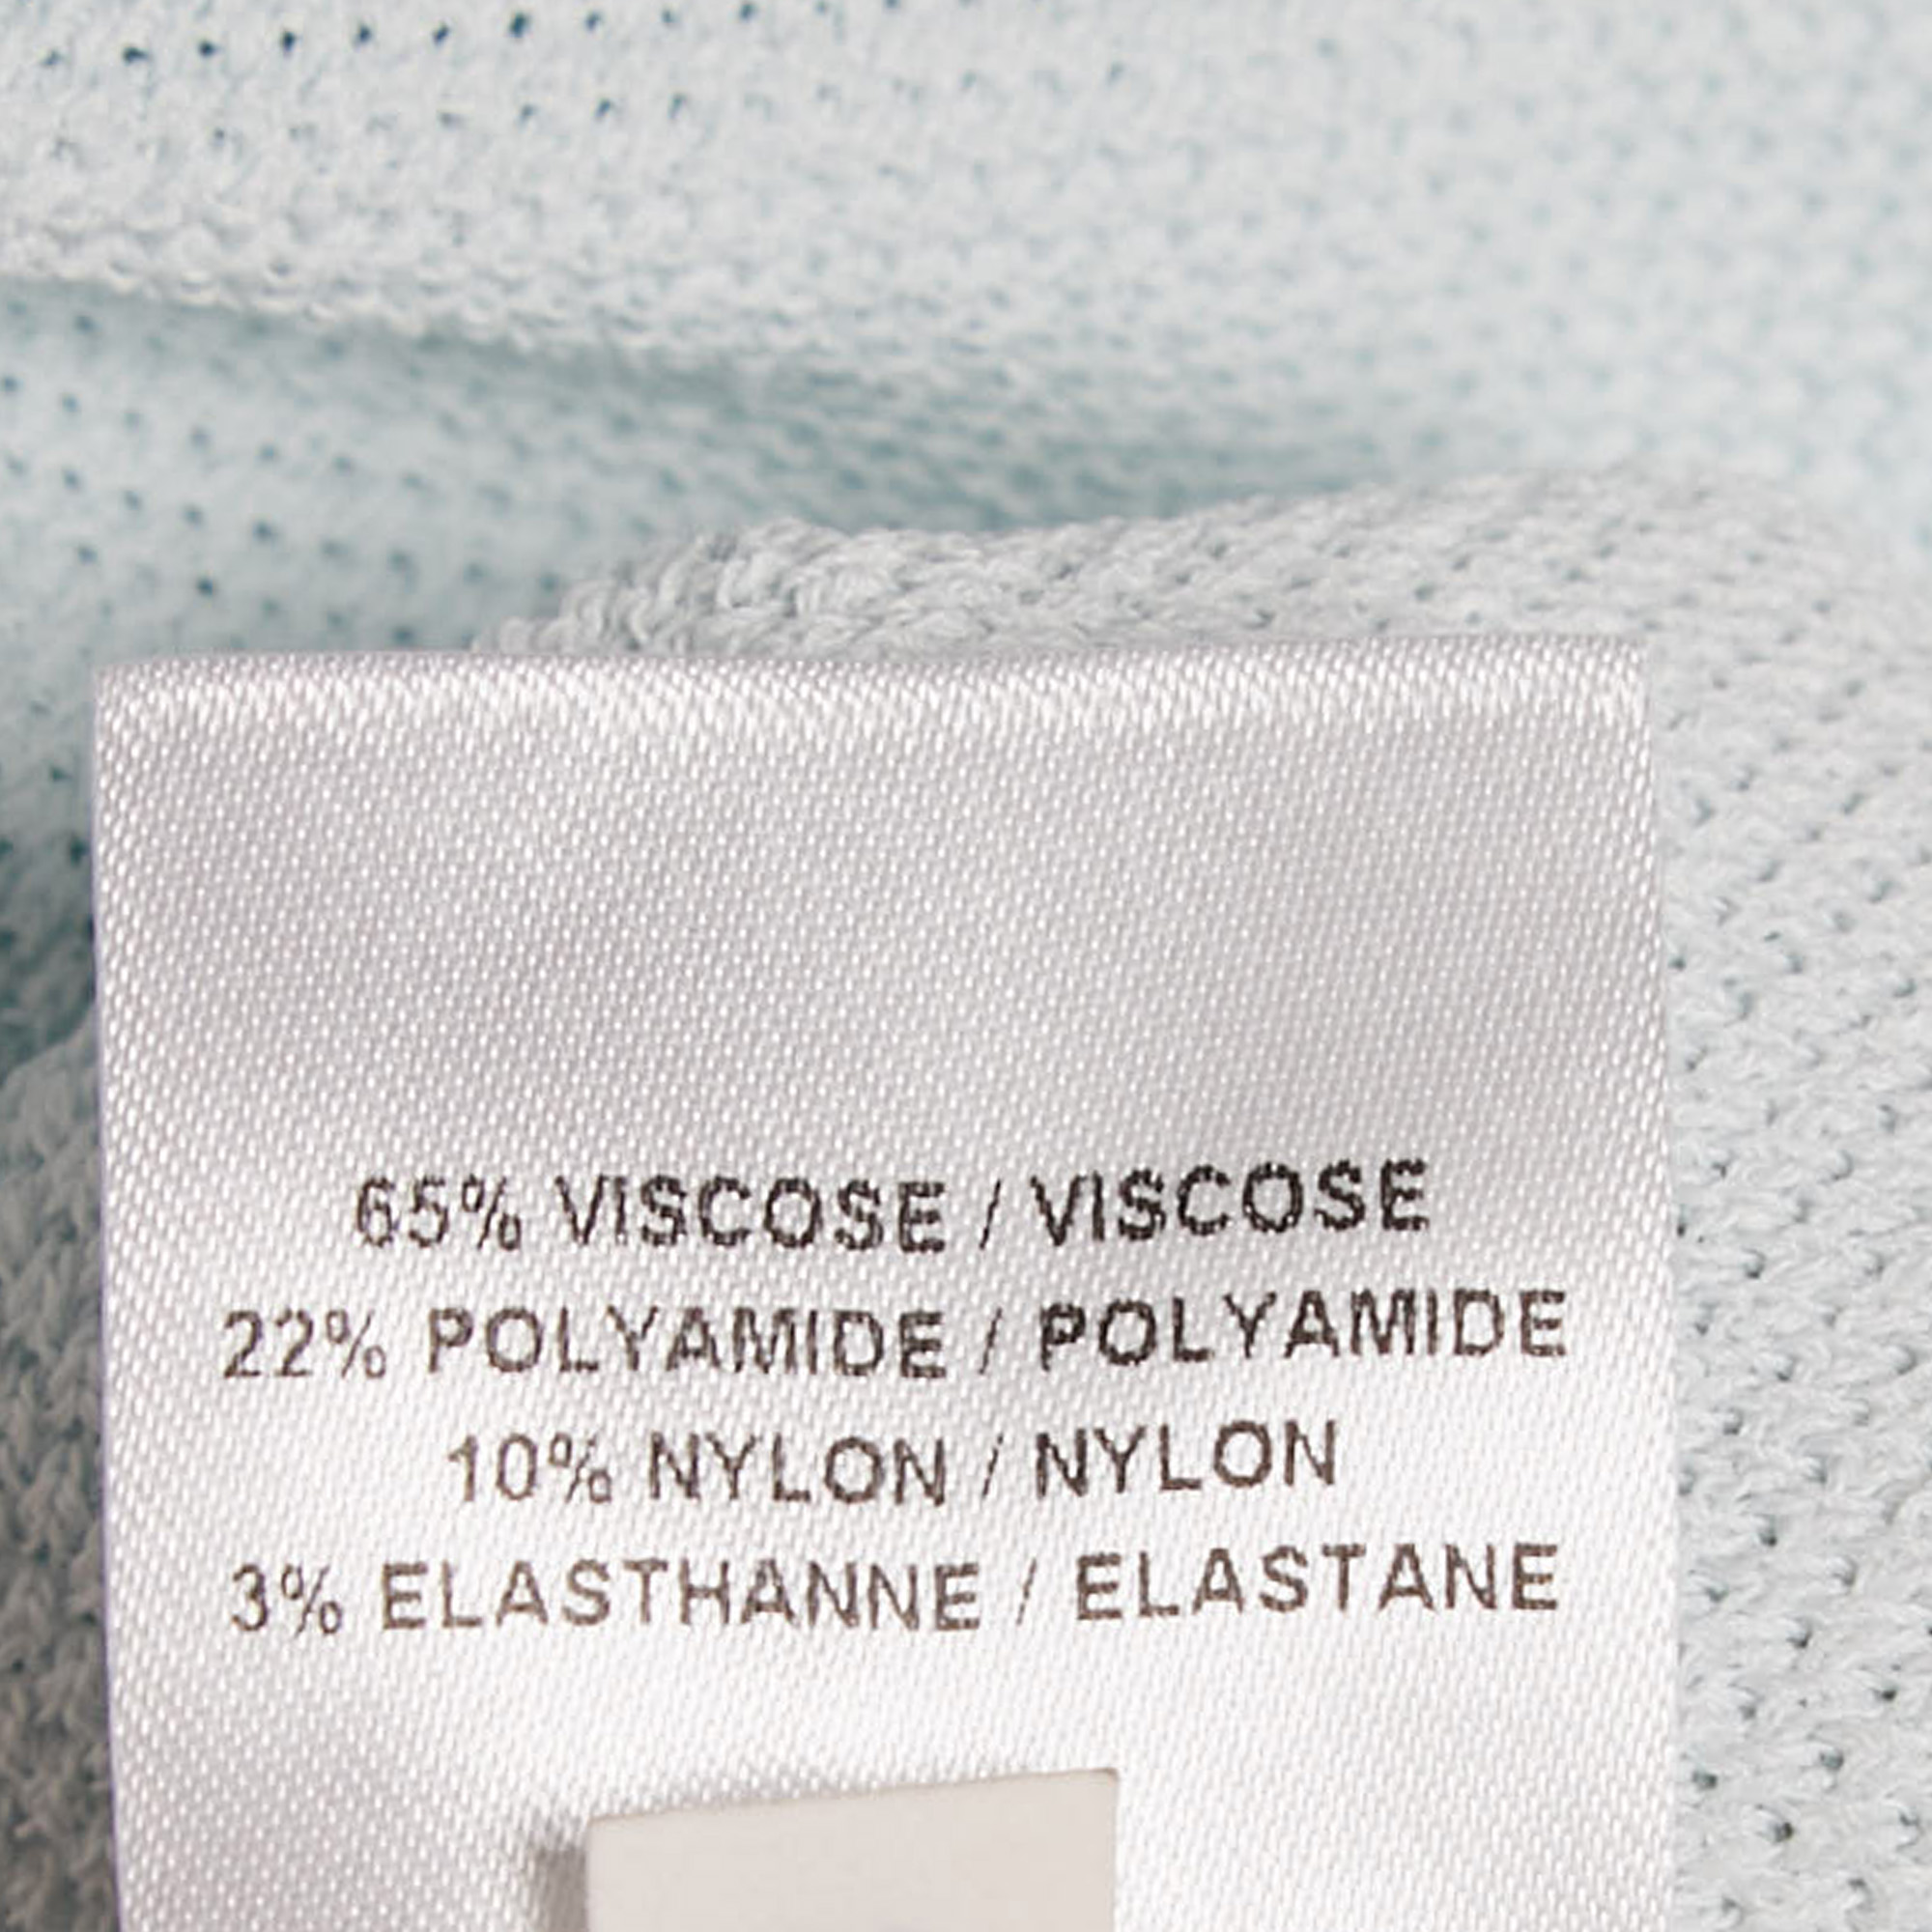 65% VISCOSE / VISCOSE
22% POLYAMIDE / POLYAMIDE
10% NYLON / NYLON
3% ELASTHANNE / ELASTANE